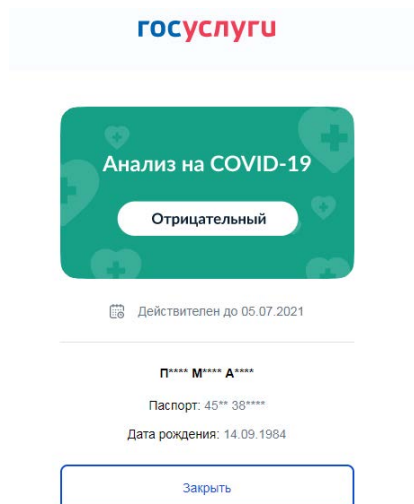 госуслуги
Анализ на COVID-19
Отрицательный
Действителен до 05.07.2021
П**** М**** А****
Паспорт: 45** 38****
Дата рождения: 14.09.1984
Закрыть